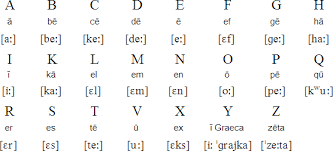 A B C D E F G H
ā bē cē dē ē ef gē hā
[aː] [beː] [keː] [deː] [eː] [ɛf] [geː] [haː]
I K L M N O P Q
ī kā el em en ō pē qū
[iː] [kaː] [ɛl] [ɛm] [ɛn] [oː] [peː] [kʷuː]
R S T V X Y Z
er es tē ū ex ī Graeca zēta
[ɛr] [ɛs] [teː] [uː] [ɛks] [iː ˈgrajka] [ˈzeːta]